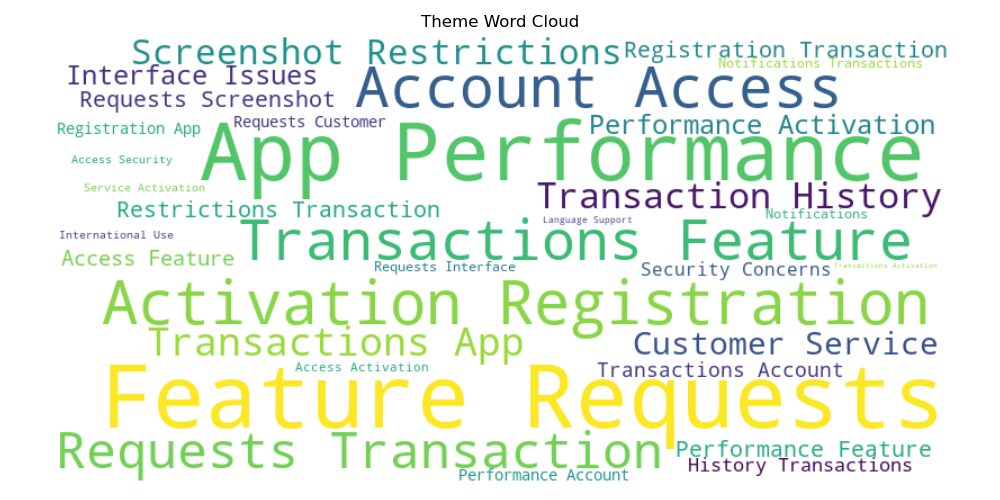 Theme Word Cloud
Screenshot Restrictions
Registration Transaction
Notifications Transactions
Interface Issues
Account Access
Requests Screenshot
Requests Customer
Performance Activation
Registration App
App Performance
Access Security
Service Activation
Transaction History
Restrictions Transaction
Language Support
Notifications
International Use
Transactions Feature
Access Feature
Requests Interface
Security Concerns
Transactions Activation
Activation Registration
Transactions App
Customer Service
Access Activation
Transactions Account
Feature Requests
Requests Transaction
Performance Feature
History Transactions
Performance Account